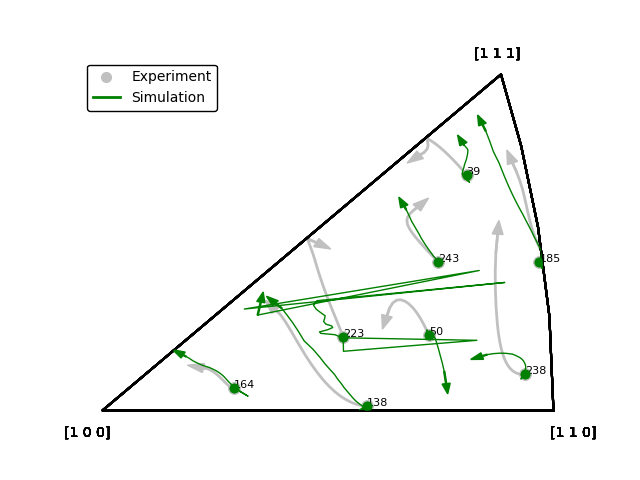 [1 1 1]
Experiment
Simulation
39
243
185
223
50
238
164
138
[1 0 0]
[1 1 0]